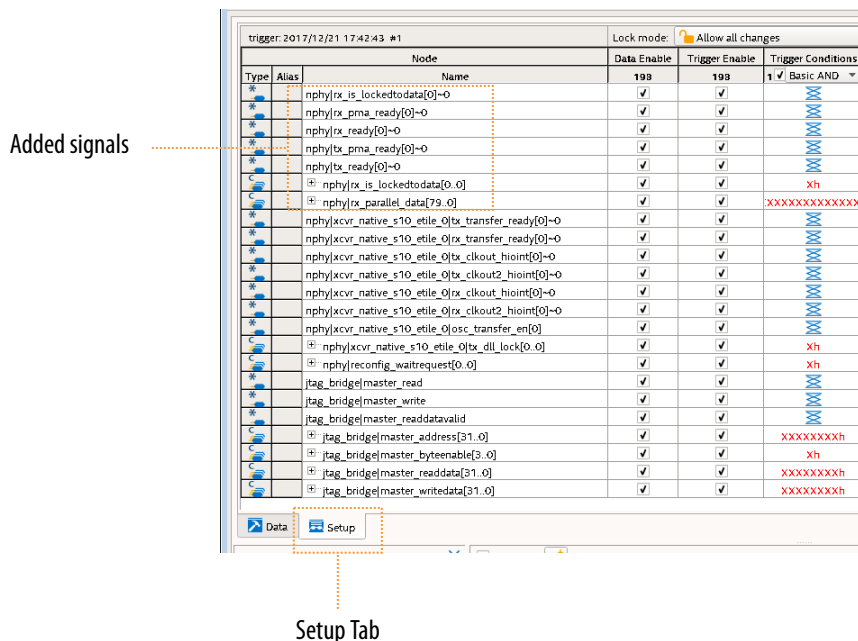 trigger: 2017/12/21 17:42:43 #1 Lock mode: Allow all changes
Node Data Enable Trigger Enable Trigger Conditions
Type Alias Name 193 193 1 Basic AND
nphy|rx_is_lockedtodata[0]~0
nphy|rx_pma_ready[0]~0
nphy|rx_ready[0]~0
Added signals
nphy|tx_pma_ready[0]~0
nphy|tx_ready[0]~0
nphy|rx_is_lockedtodata[0..0] Xh
nphy|rx_parallel_data[79..0] XXXXXXXXXXXXX
nphy|xcvr_native_s10_etile_0|tx_transfer_ready[0]~0
nphy|xcvr_native_s10_etile_0|rx_transfer_ready[0]~0
nphy|xcvr_native_s10_etile_0|tx_clkout_hioint[0]~0
nphy|xcvr_native_s10_etile_0|tx_clkout2_hioint[0]~0
nphy|xcvr_native_s10_etile_0|rx_clkout_hioint[0]~0
nphy|xcvr_native_s10_etile_0|rx_clkout2_hioint[0]~0
nphy|xcvr_native_s10_etile_0|osc_transfer_en[0]
nphy|xcvr_native_s10_etile_0|tx_dll_lock[0..0] Xh
nphy|reconfig_waitrequest[0..0] Xh
jtag_bridge|master_read
jtag_bridge|master_write
jtag_bridge|master_readdatavalid
jtag_bridge|master_address[31..0] XXXXXXXXh
jtag_bridge|master_byteenable[3..0] Xh
jtag_bridge|master_readdata[31..0] XXXXXXXXh
jtag_bridge|master_writedata[31..0] XXXXXXXXh
Data Setup
Setup Tab